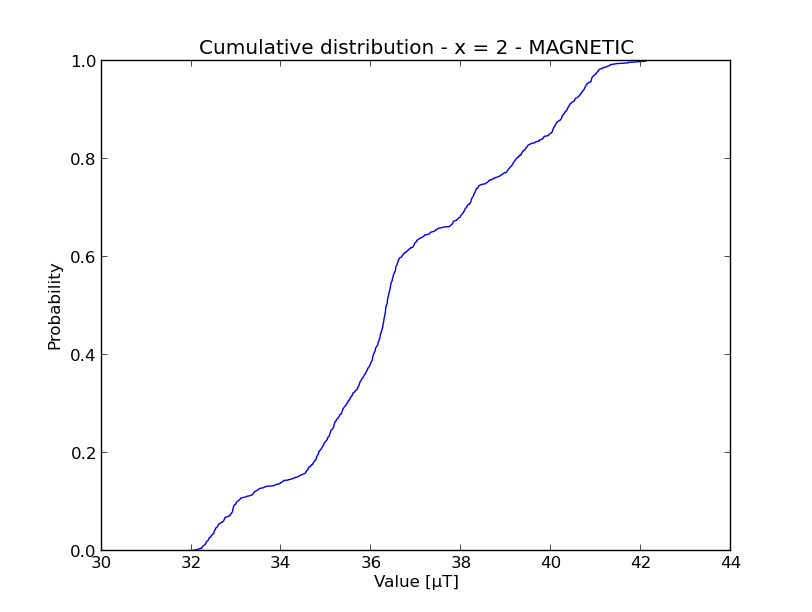 Cumulative distribution - x = 2 - MAGNETIC
1.0
0.8
0.6
0.4
0.2
0.0
Probability
30 32 34 36 38 40 42 44
Value [µT]